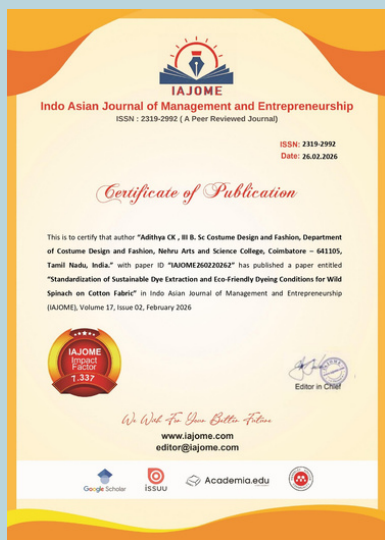 IAJOME
Indo Asian Journal of Management and Entrepreneurship
ISSN : 2319-2992 ( A Peer Reviewed Journal)
ISSN: 2319-2992
Date: 26.02.2026
Certificate of Publication
This is to certify that author "Adithya CK , III B. Sc Costume Design and Fashion, Department
of Costume Design and Fashion, Nehru Arts and Science College, Coimbatore – 641105,
Tamil Nadu, India." with paper ID "IAJOME260220262" has published a paper entitled
"Standardization of Sustainable Dye Extraction and Eco-Friendly Dyeing Conditions for Wild
Spinach on Cotton Fabric" in Indo Asian Journal of Management and Entrepreneurship
(IAJOME), Volume 17, Issue 02, February 2026
IAJOME
Impact
Factor
7.337
Editor in Chief
We Wish For Your Better Future
www.iajome.com
editor@iajome.com
Google Scholar
issuu
Academia.edu